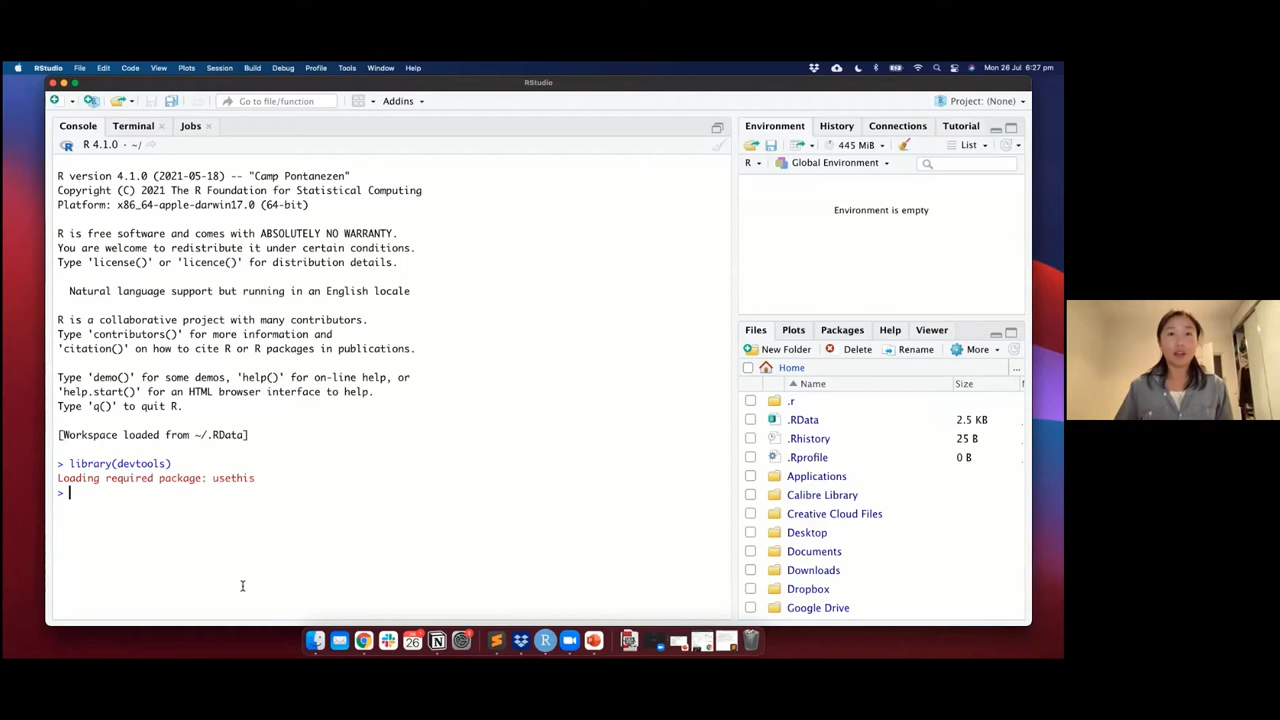 RStudio File Edit Code View Plots Session Build Debug Profile Tools Window Help Mon 26 Jul 6:27 pm
RStudio
Go to file/function Addins Project: (None)
Console Terminal Jobs
R 4.1.0 · ~/
R version 4.1.0 (2021-05-18) -- "Camp Pontanezen"
Copyright (C) 2021 The R Foundation for Statistical Computing
Platform: x86_64-apple-darwin17.0 (64-bit)
R is free software and comes with ABSOLUTELY NO WARRANTY.
You are welcome to redistribute it under certain conditions.
Type 'license()' or 'licence()' for distribution details.
Natural language support but running in an English locale
R is a collaborative project with many contributors.
Type 'contributors()' for more information and
'citation()' on how to cite R or R packages in publications.
Type 'demo()' for some demos, 'help()' for on-line help, or
'help.start()' for an HTML browser interface to help.
Type 'q()' to quit R.
[Workspace loaded from ~/.RData]
> library(devtools)
Loading required package: usethis
>
Environment History Connections Tutorial
445 MiB List
R Global Environment
Environment is empty
Files Plots Packages Help Viewer
New Folder Delete Rename More
Home ...
Name Size
.r
.RData 2.5 KB
.Rhistory 25 B
.Rprofile 0 B
Applications
Calibre Library
Creative Cloud Files
Desktop
Documents
Downloads
Dropbox
Google Drive
26